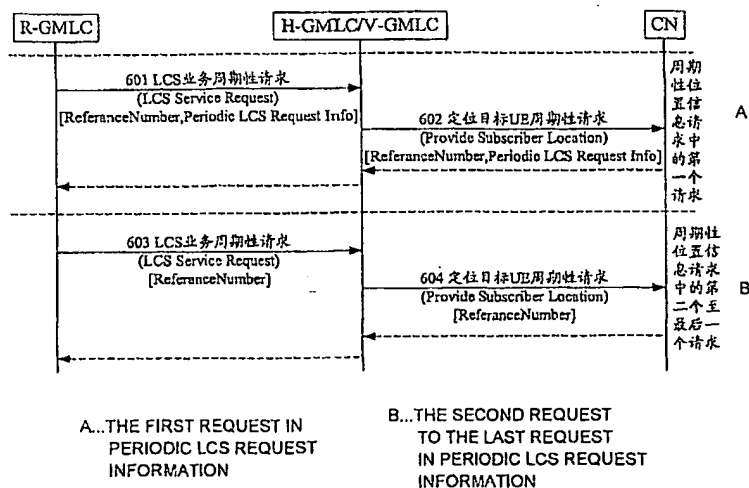 R-GMLC
H-GMLC/V-GMLC
CN
601 LCS业务周期性请求
(LCS Service Request)
[ReferanceNumber,Periodic LCS Request Info]
602 定位目标UE周期性请求
(Provide Subscriber Location)
[ReferanceNumber,Periodio LCS Request Info]
周期
性位
置信
息请
求中
的第
一个
请求
A
603 LCS业务周期性请求
(LCS Service Request)
[ReferanceNumber]
604 定位目标UE周期性请求
(Provide Subscriber Location)
[ReferanceNumber]
周期性
位置信
息请求
中的第
二个至
最后一
个请求
B
A...THE FIRST REQUEST IN
PERIODIC LCS REQUEST
INFORMATION
B...THE SECOND REQUEST
TO THE LAST REQUEST
IN PERIODIC LCS REQUEST
INFORMATION